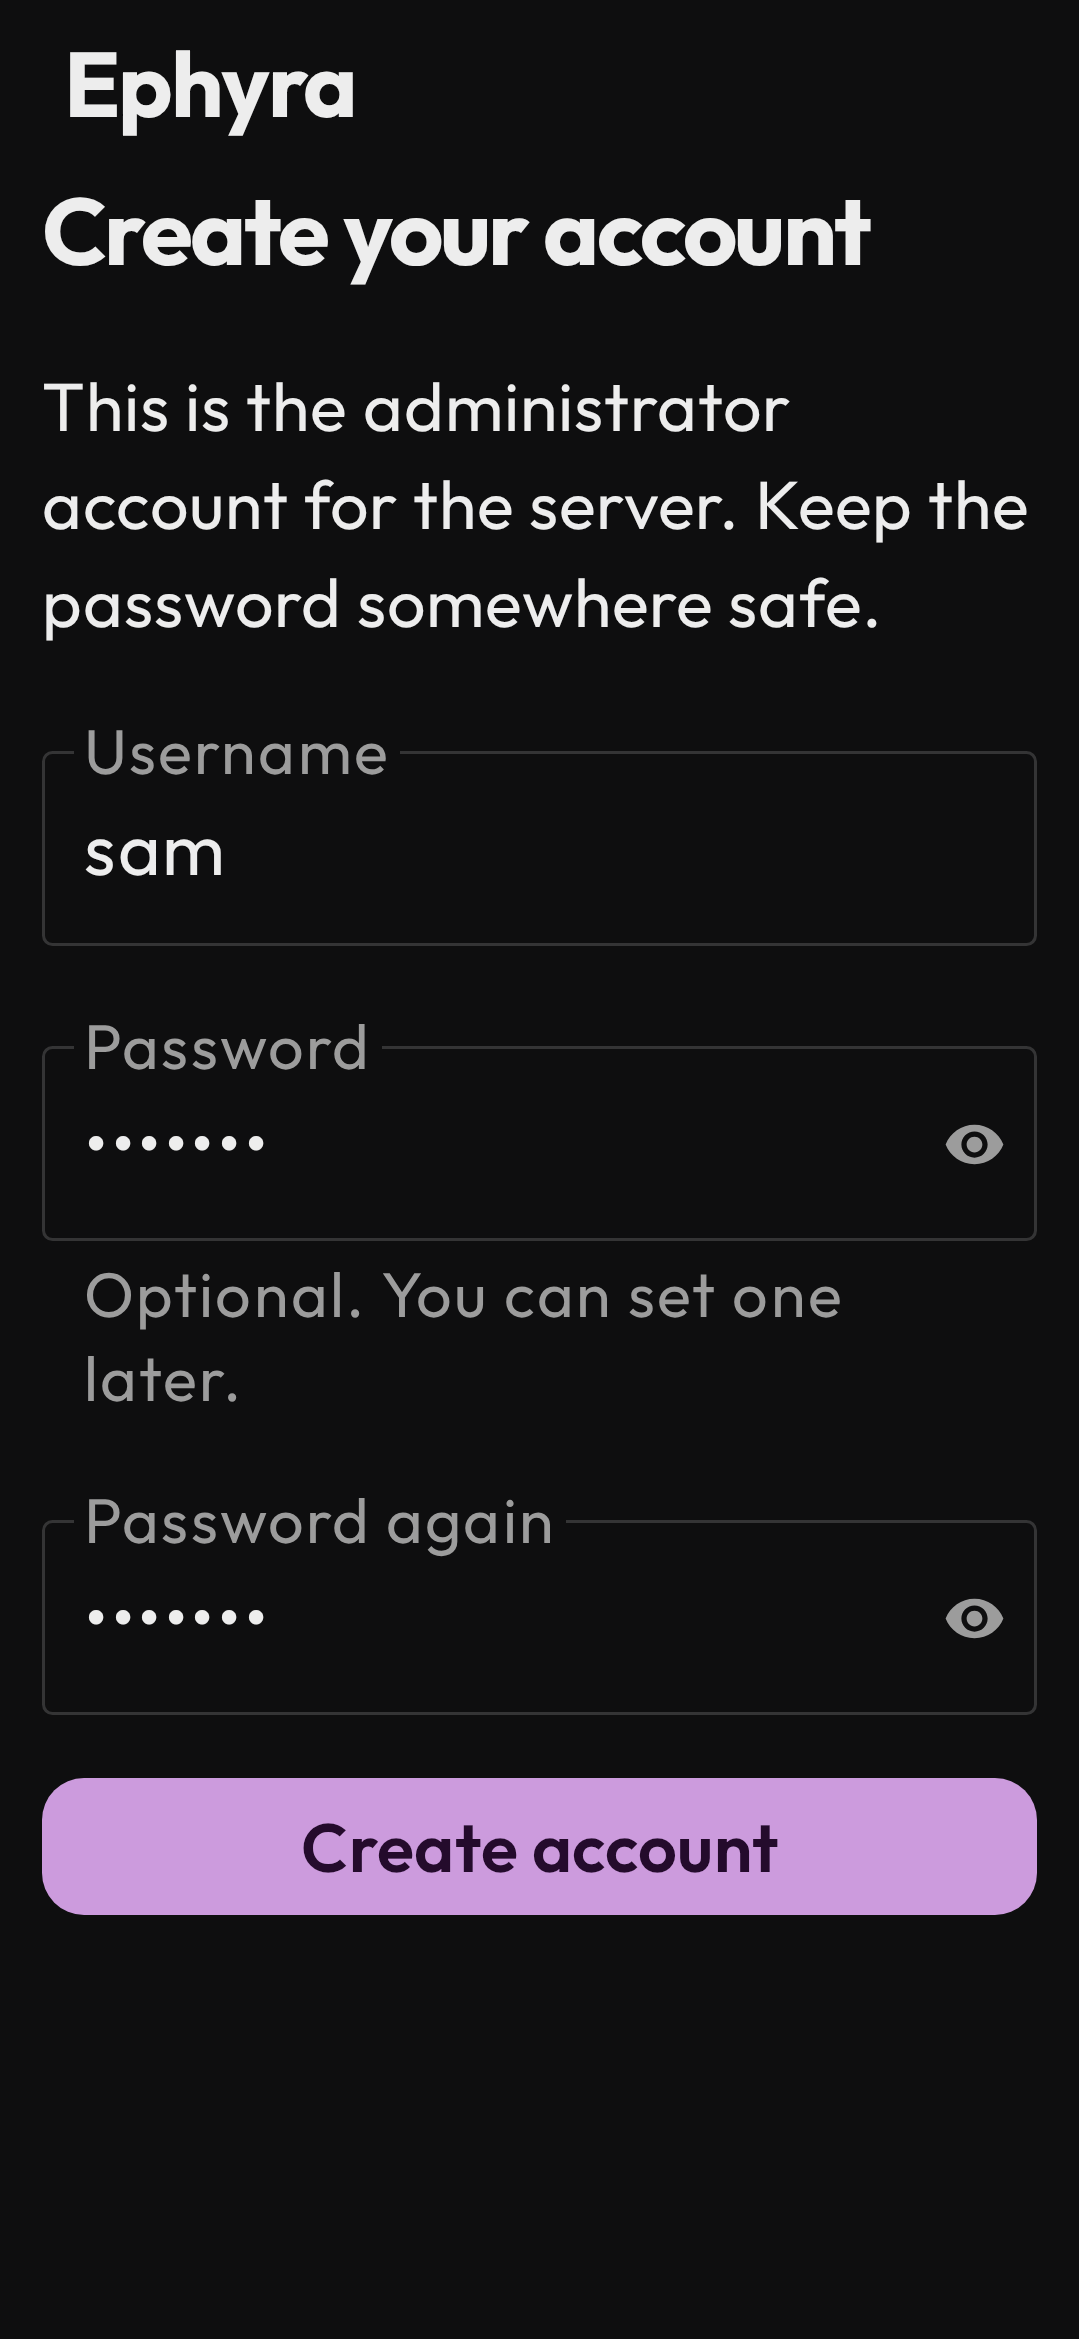 Ephyra
Create your account
This is the administrator
account for the server. Keep the
password somewhere safe.
Username
sam
Password
•••••••
Optional. You can set one
later.
Password again
•••••••
Create account